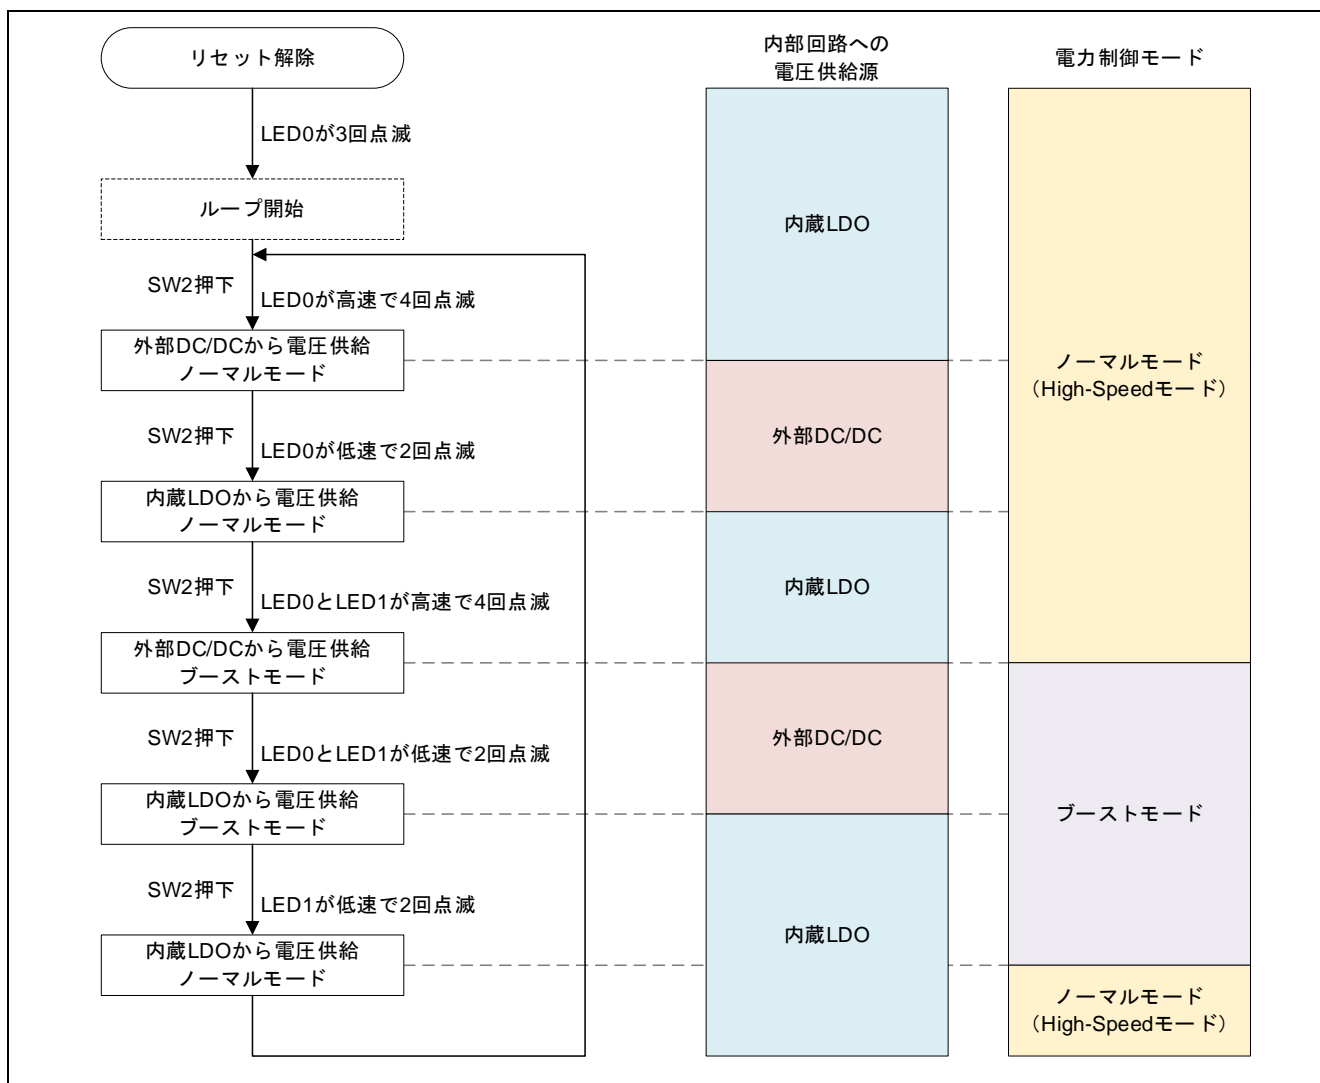 リセット解除
LED0が3回点滅
ループ開始
SW2押下
LED0が高速で4回点滅
外部DC/DCから電圧供給
ノーマルモード
SW2押下
LED0が低速で2回点滅
内蔵LDOから電圧供給
ノーマルモード
SW2押下
LED0とLED1が高速で4回点滅
外部DC/DCから電圧供給
ブーストモード
SW2押下
LED0とLED1が低速で2回点滅
内蔵LDOから電圧供給
ブーストモード
SW2押下
LED1が低速で2回点滅
内蔵LDOから電圧供給
ノーマルモード
内部回路への
電圧供給源
内蔵LDO
外部DC/DC
内蔵LDO
外部DC/DC
内蔵LDO
電力制御モード
ノーマルモード
（High-Speedモード）
ブーストモード
ノーマルモード
（High-Speedモード）